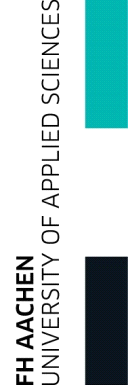 FH AACHEN
UNIVERSITY OF APPLIED SCIENCES